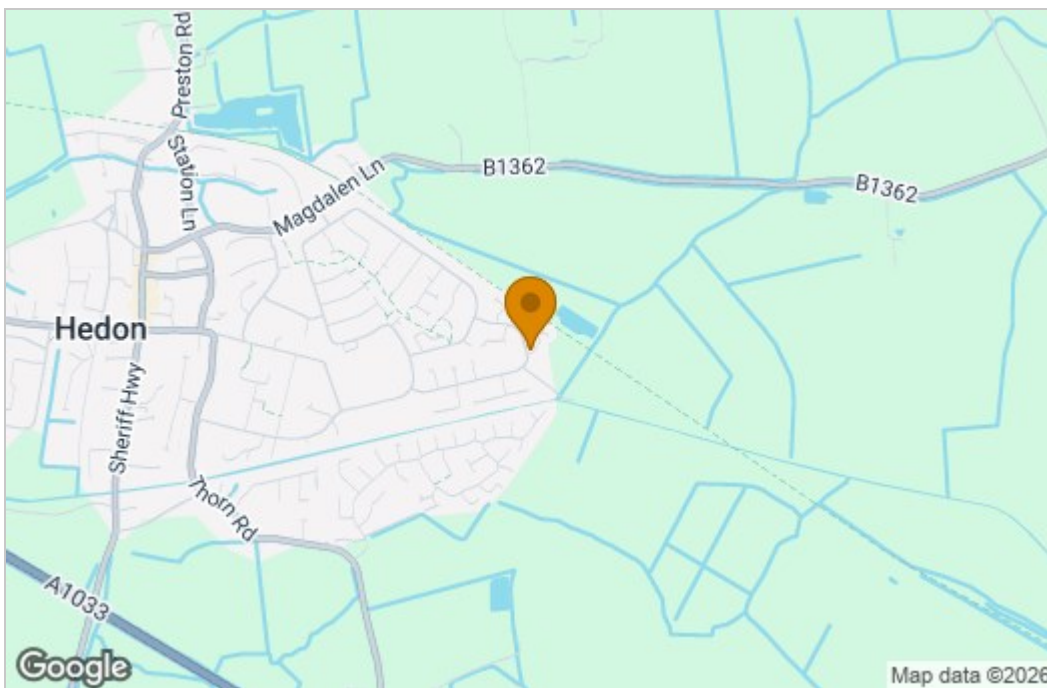 Preston Rd
Station Ln
Magdalen Ln
B1362
B1362
Hedon
Sheriff Hwy
Thorn Rd
A1033
Google
Map data ©2026